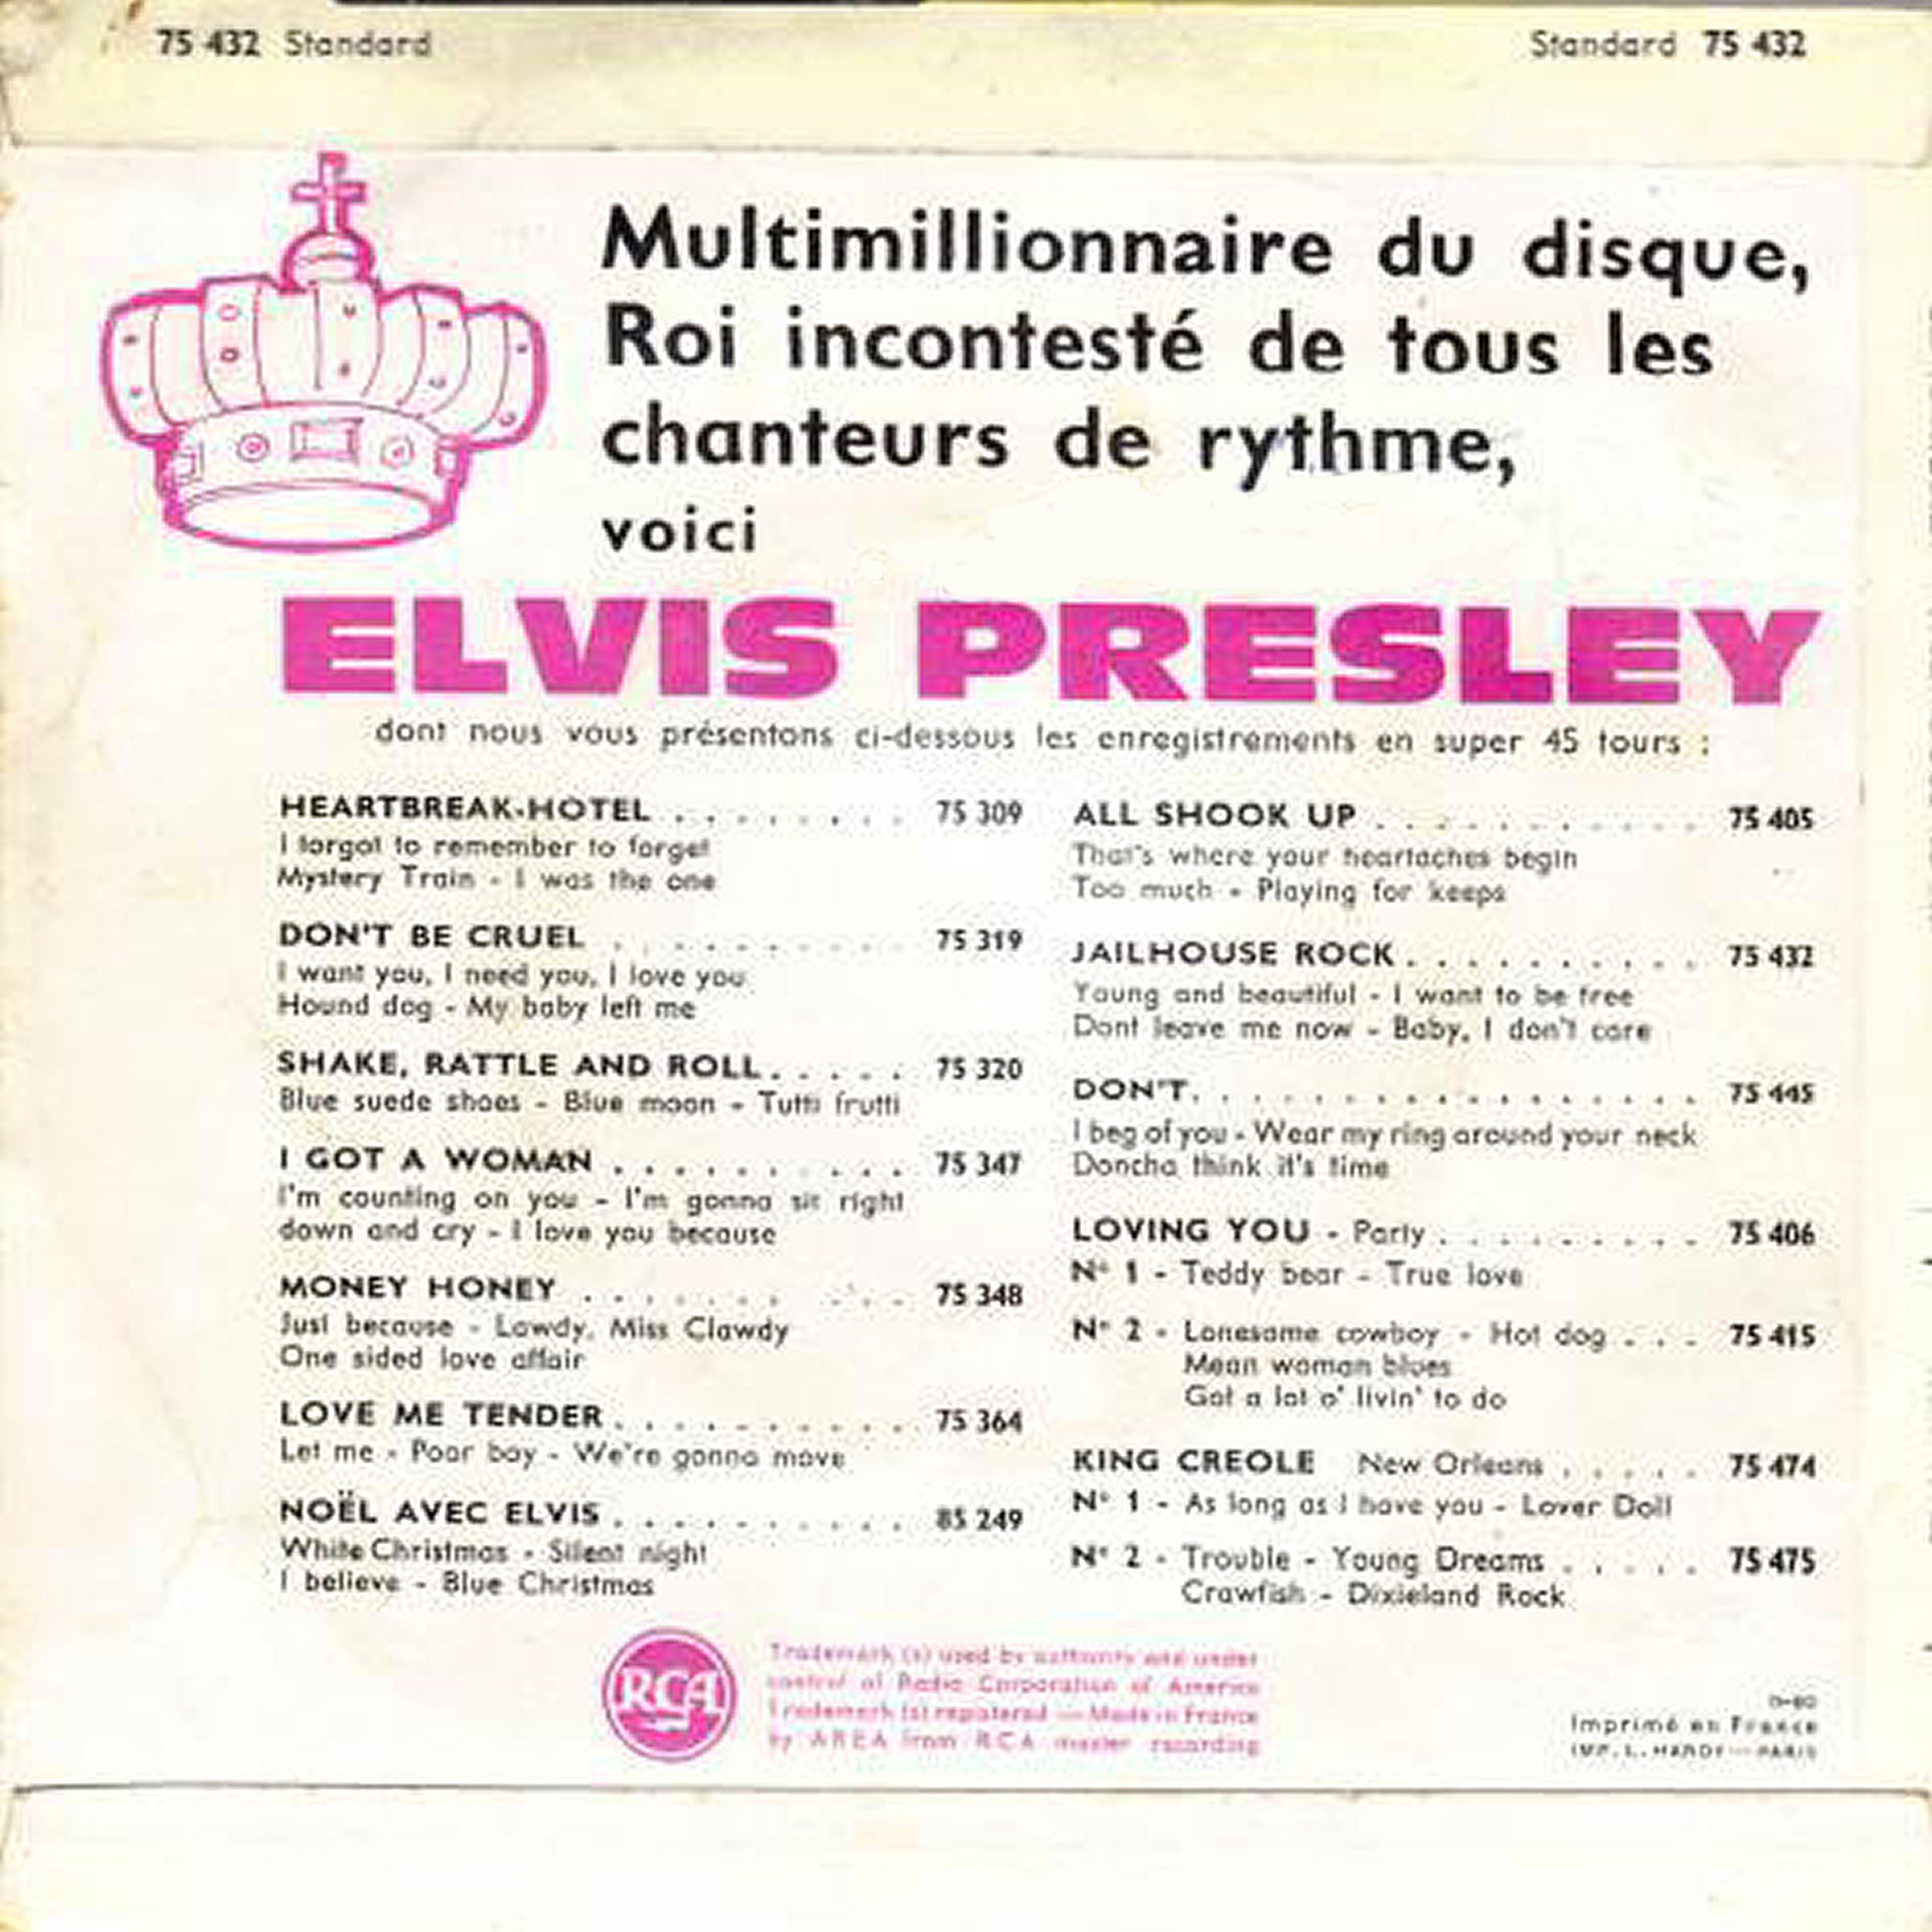 75 432 Standard
Standard 75 432
Multimillionnaire du disque,
Roi incontesté de tous les
chanteurs de rythme,
voici
ELVIS PRESLEY
dont nous vous présentons ci-dessous les enregistrements en super 45 tours :
HEARTBREAK-HOTEL . . . . . . . . 75 309
I forgot to remember to forget
Mystery Train - I was the one
DON'T BE CRUEL . . . . . . . . . . 75 319
I want you, I need you, I love you
Hound dog - My baby left me
SHAKE, RATTLE AND ROLL. . . . . 75 320
Blue suede shoes - Blue moon - Tutti frutti
I GOT A WOMAN . . . . . . . . . . 75 347
I'm counting on you - I'm gonna sit right
down and cry - I love you because
MONEY HONEY . . . . . . . . . . 75 348
Just because - Lawdy, Miss Clawdy
One sided love affair
LOVE ME TENDER . . . . . . . . . . 75 364
Let me - Poor boy - We're gonna move
NOËL AVEC ELVIS . . . . . . . . . . 85 249
White Christmas - Silent night
I believe - Blue Christmas
ALL SHOOK UP . . . . . . . . . . . 75 405
That's where your heartaches begin
Too much - Playing for keeps
JAILHOUSE ROCK . . . . . . . . . . 75 432
Young and beautiful - I want to be free
Dont leave me now - Baby, I don't care
DON'T. . . . . . . . . . . . . . . . . 75 445
I beg of you - Wear my ring around your neck
Doncha think it's time
LOVING YOU - Party . . . . . . . . . 75 406
N° 1 - Teddy bear - True love
N° 2 - Lonesome cowboy - Hot dog . . . 75 415
Mean woman blues
Got a lot o' livin' to do
KING CREOLE New Orleans . . . . . 75 474
N° 1 - As long as I have you - Lover Doll
N° 2 - Trouble - Young Dreams . . . . . 75 475
Crawfish - Dixieland Rock
RCA
Trademark (s) used by authority and under
control of Radio Corporation of America
Trademark (s) registered — Made in France
by AREA from RCA master recording
Imprimé en France
IMP. L. HARDY — PARIS